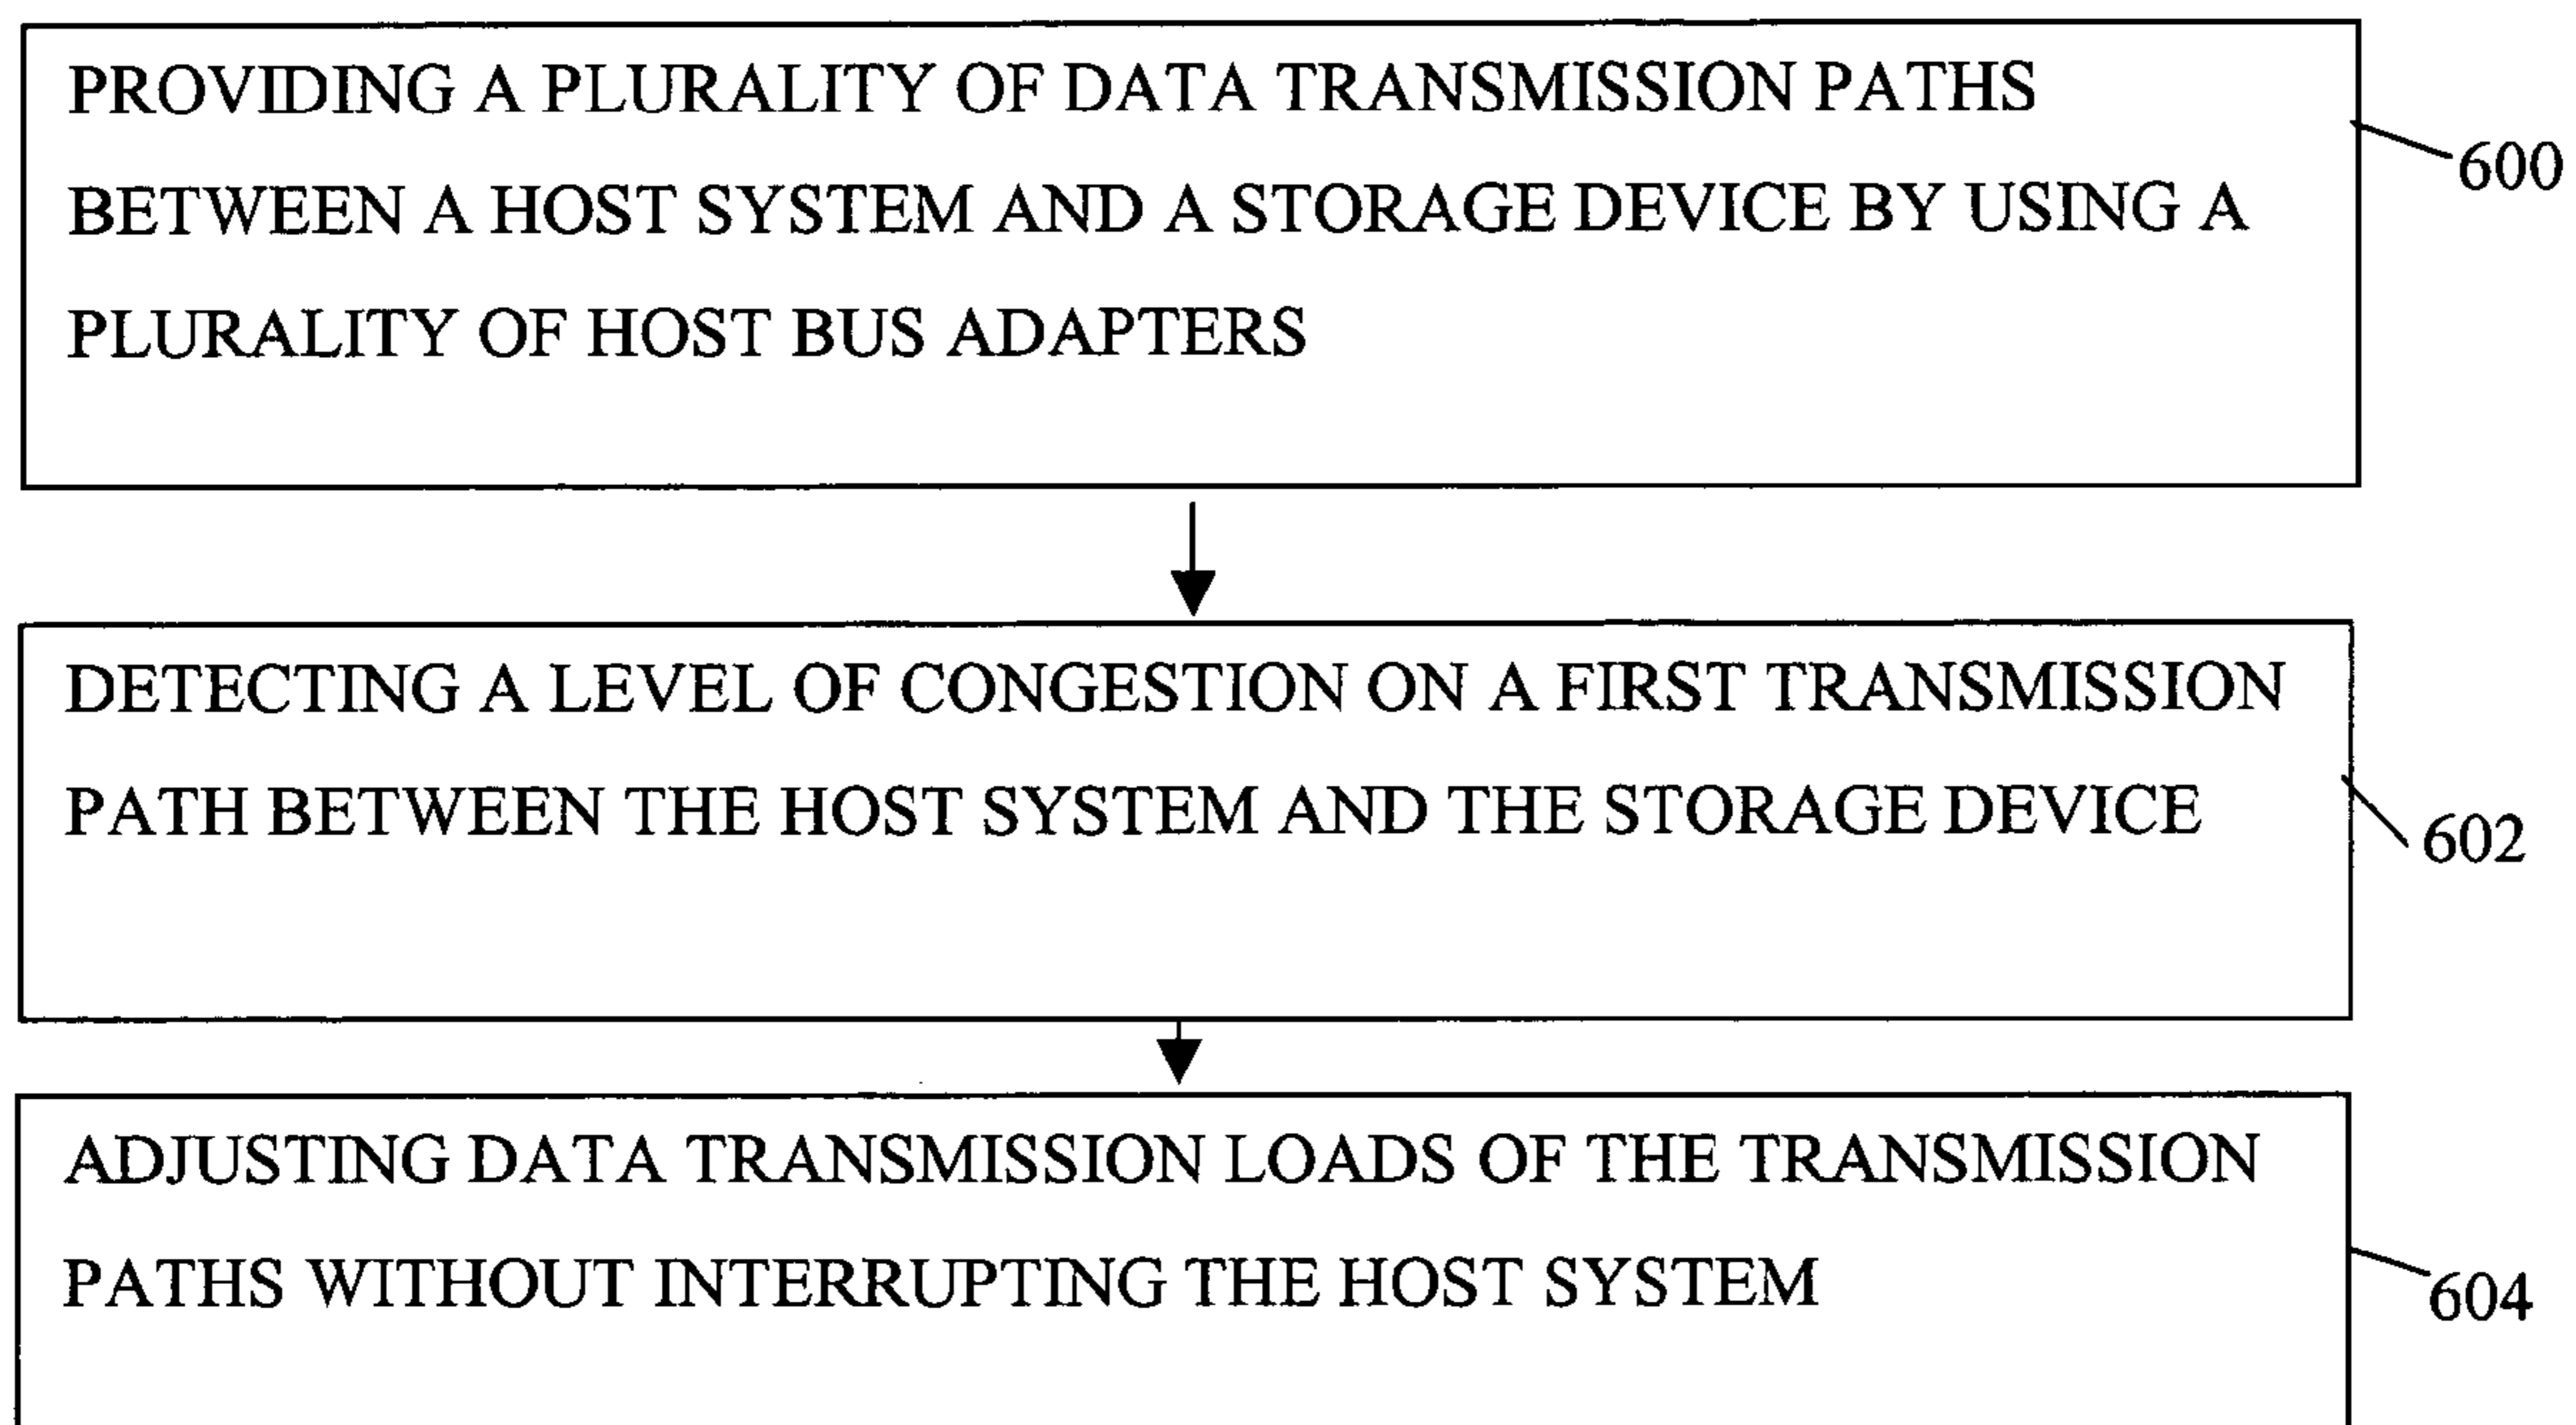 PROVIDING A PLURALITY OF DATA TRANSMISSION PATHS
BETWEEN A HOST SYSTEM AND A STORAGE DEVICE BY USING A
PLURALITY OF HOST BUS ADAPTERS
600
DETECTING A LEVEL OF CONGESTION ON A FIRST TRANSMISSION
PATH BETWEEN THE HOST SYSTEM AND THE STORAGE DEVICE
602
ADJUSTING DATA TRANSMISSION LOADS OF THE TRANSMISSION
PATHS WITHOUT INTERRUPTING THE HOST SYSTEM
604